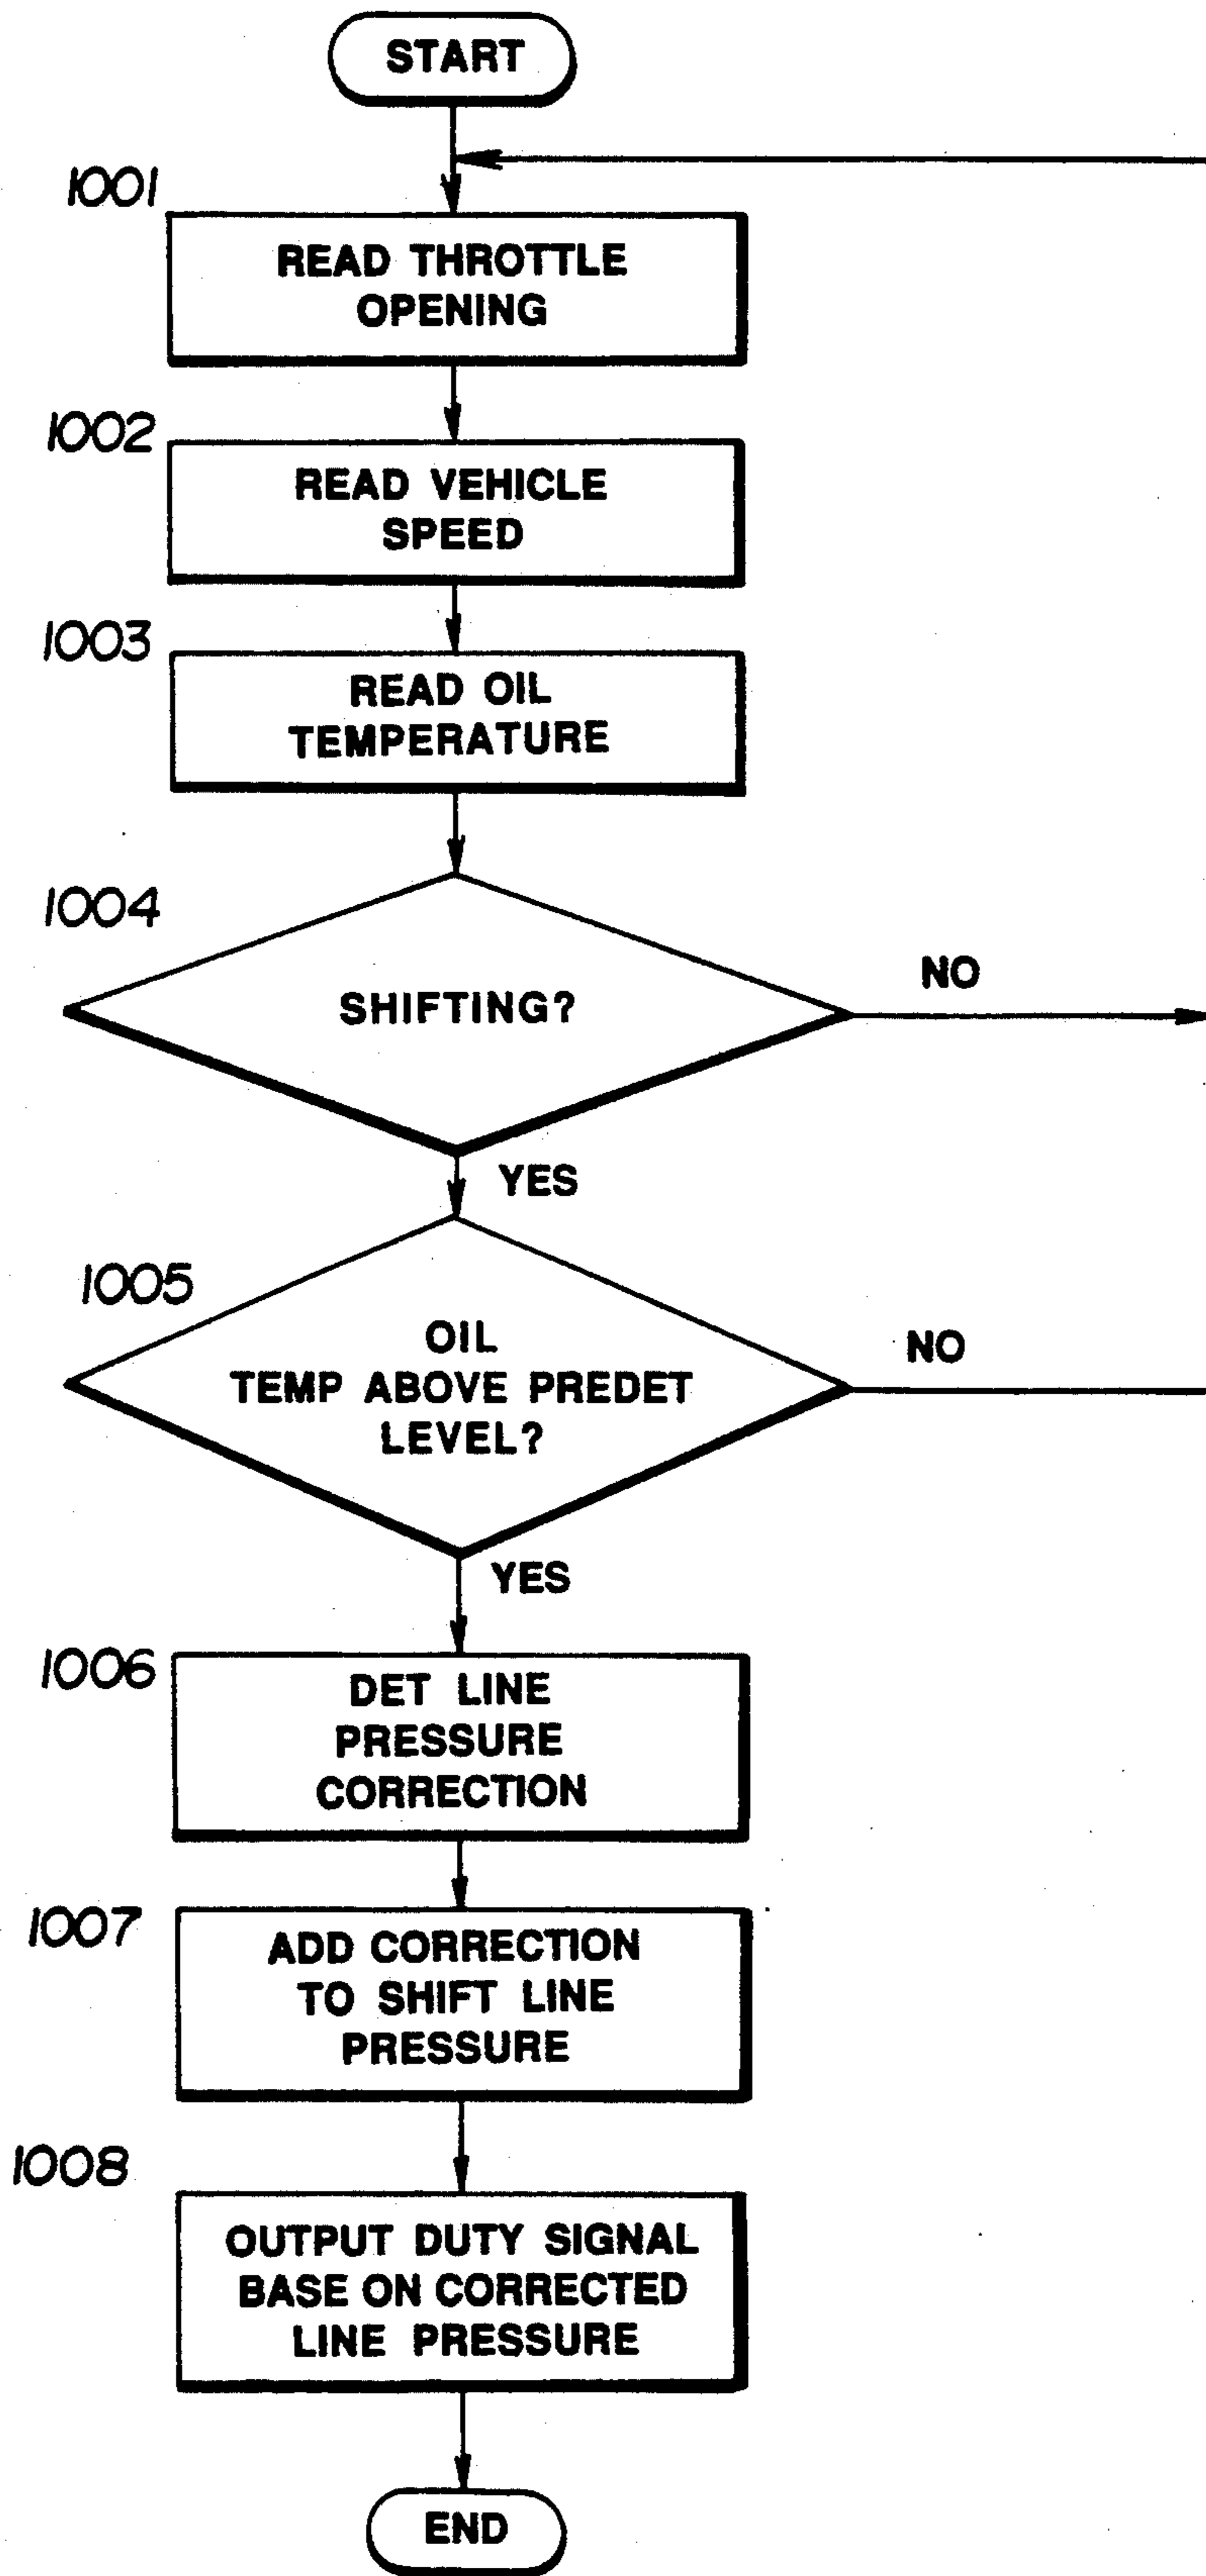 START
1001
READ THROTTLE
OPENING
1002
READ VEHICLE
SPEED
1003
READ OIL
TEMPERATURE
1004
SHIFTING?
NO
YES
1005
OIL
TEMP ABOVE PREDET
LEVEL?
NO
YES
1006
DET LINE
PRESSURE
CORRECTION
1007
ADD CORRECTION
TO SHIFT LINE
PRESSURE
1008
OUTPUT DUTY SIGNAL
BASE ON CORRECTED
LINE PRESSURE
END